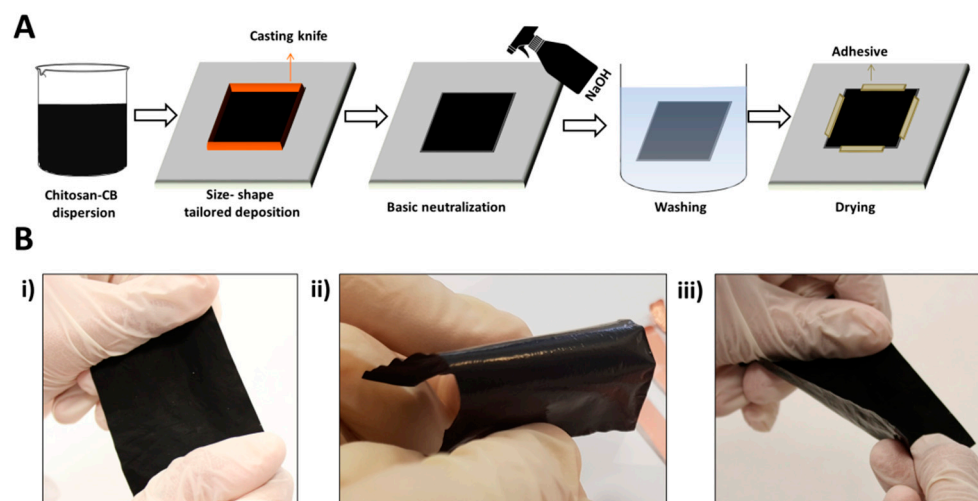 A
Casting knife
NaOH
Adhesive
Chitosan-CB
dispersion
Size- shape
tailored deposition
Basic neutralization
Washing
Drying
B
i)
ii)
iii)